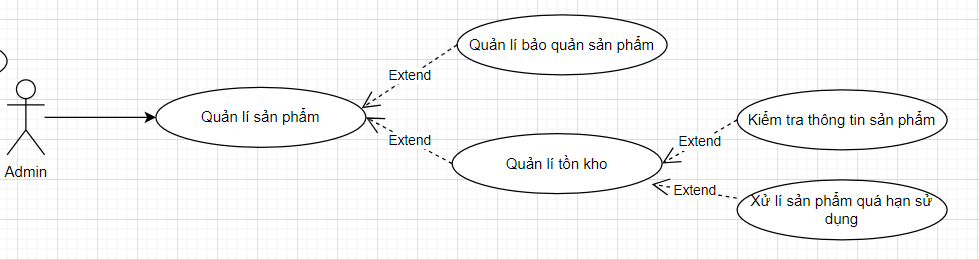 Quản lí bảo quản sản phẩm
Extend
Quản lí sản phẩm
Admin
Extend
Quản lí tồn kho
Kiểm tra thông tin sản phẩm
Extend
Extend
Xử lí sản phẩm quá hạn sử
dụng